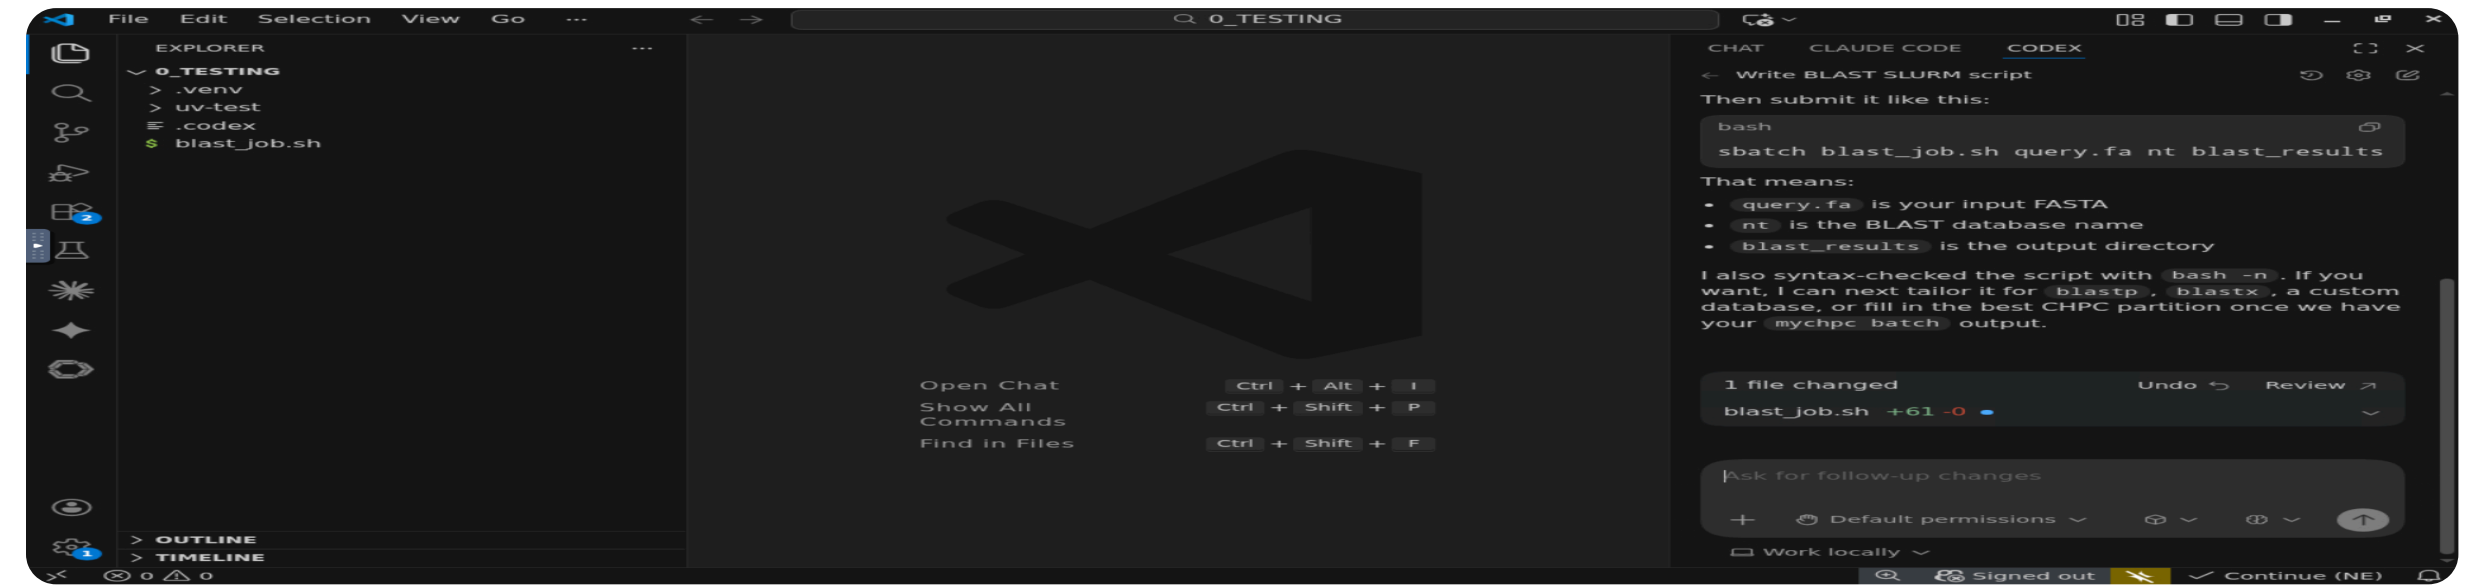 File Edit Selection View Go ...
0_TESTING
EXPLORER ...
0_TESTING
.venv
uv-test
.codex
$ blast_job.sh
2
1
OUTLINE
TIMELINE
Open Chat Ctrl + Alt + I
Show All Commands Ctrl + Shift + P
Find in Files Ctrl + Shift + F
CHAT CLAUDE CODE CODEX
Write BLAST SLURM script
Then submit it like this:
bash
sbatch blast_job.sh query.fa nt blast_results
That means:
• query.fa is your input FASTA
• nt is the BLAST database name
• blast_results is the output directory
I also syntax-checked the script with bash -n. If you
want, I can next tailor it for blastp, blastx, a custom
database, or fill in the best CHPC partition once we have
your mychpc batch output.
1 file changed Undo Review
blast_job.sh +61 -0
Ask for follow-up changes
Default permissions
Work locally
0 0 Signed out Continue (NE)